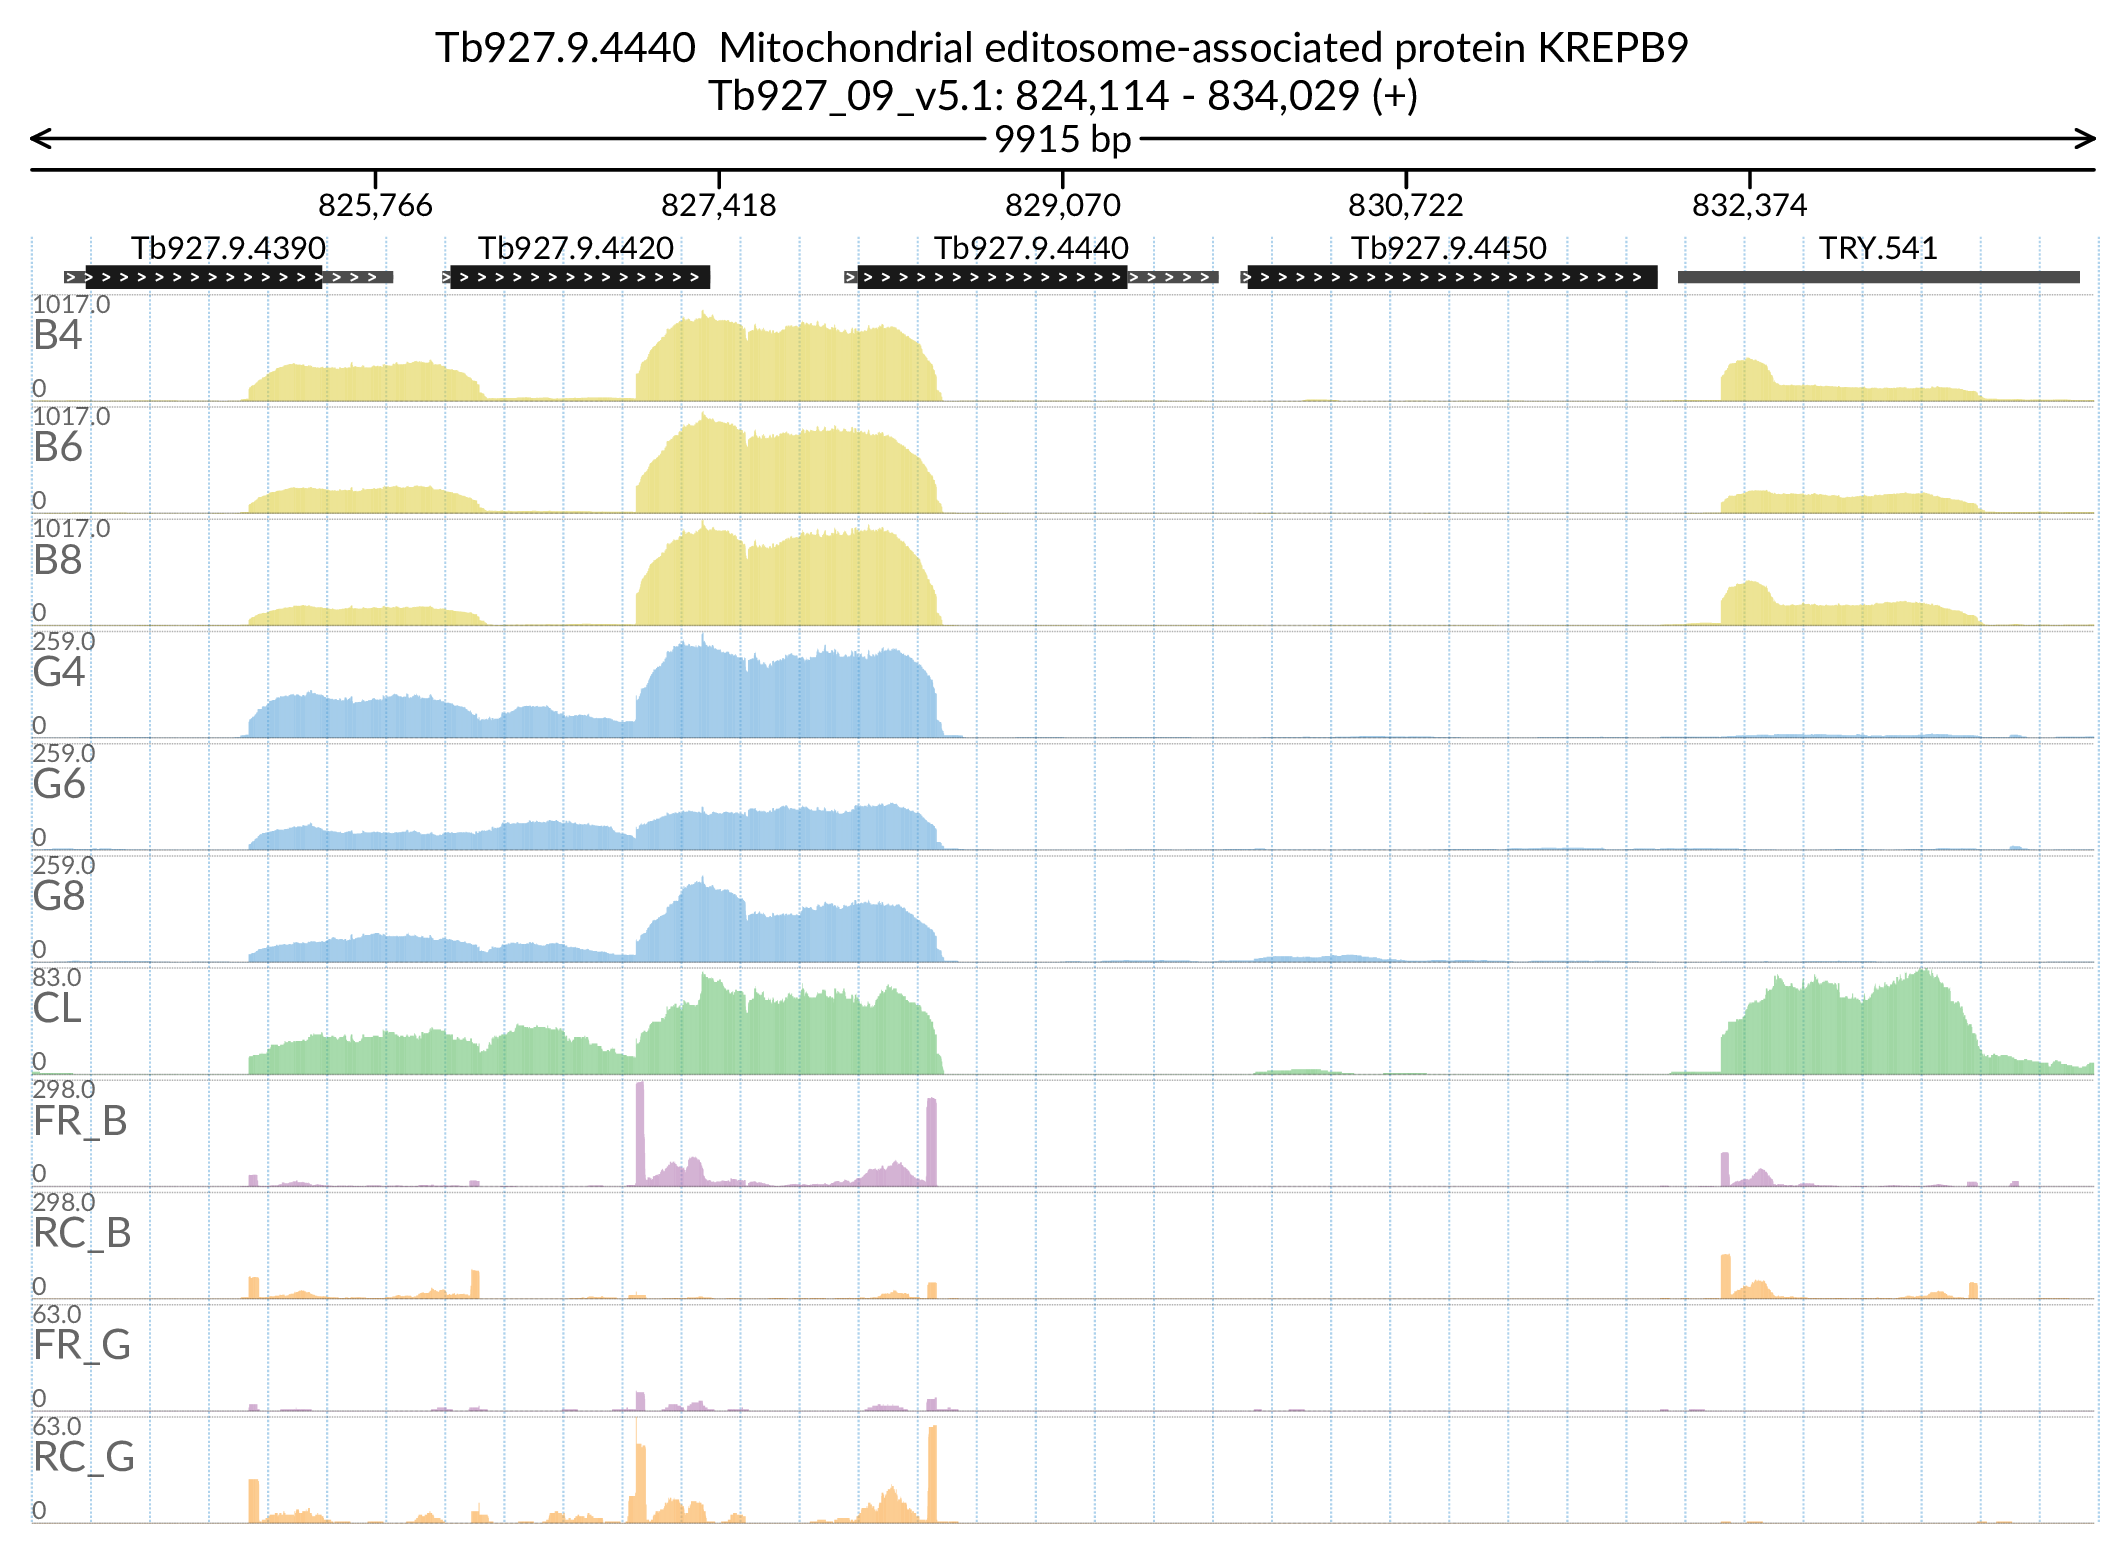 Tb927.9.4440  Mitochondrial editosome-associated protein KREPB9
Tb927_09_v5.1: 824,114 - 834,029 (+)
9915 bp
825,766 827,418 829,070 830,722 832,374
Tb927.9.4390 Tb927.9.4420 Tb927.9.4440 Tb927.9.4450 TRY.541
1017.0
B4
0
1017.0
B6
0
1017.0
B8
0
259.0
G4
0
259.0
G6
0
259.0
G8
0
83.0
CL
0
298.0
FR_B
0
298.0
RC_B
0
63.0
FR_G
0
63.0
RC_G
0